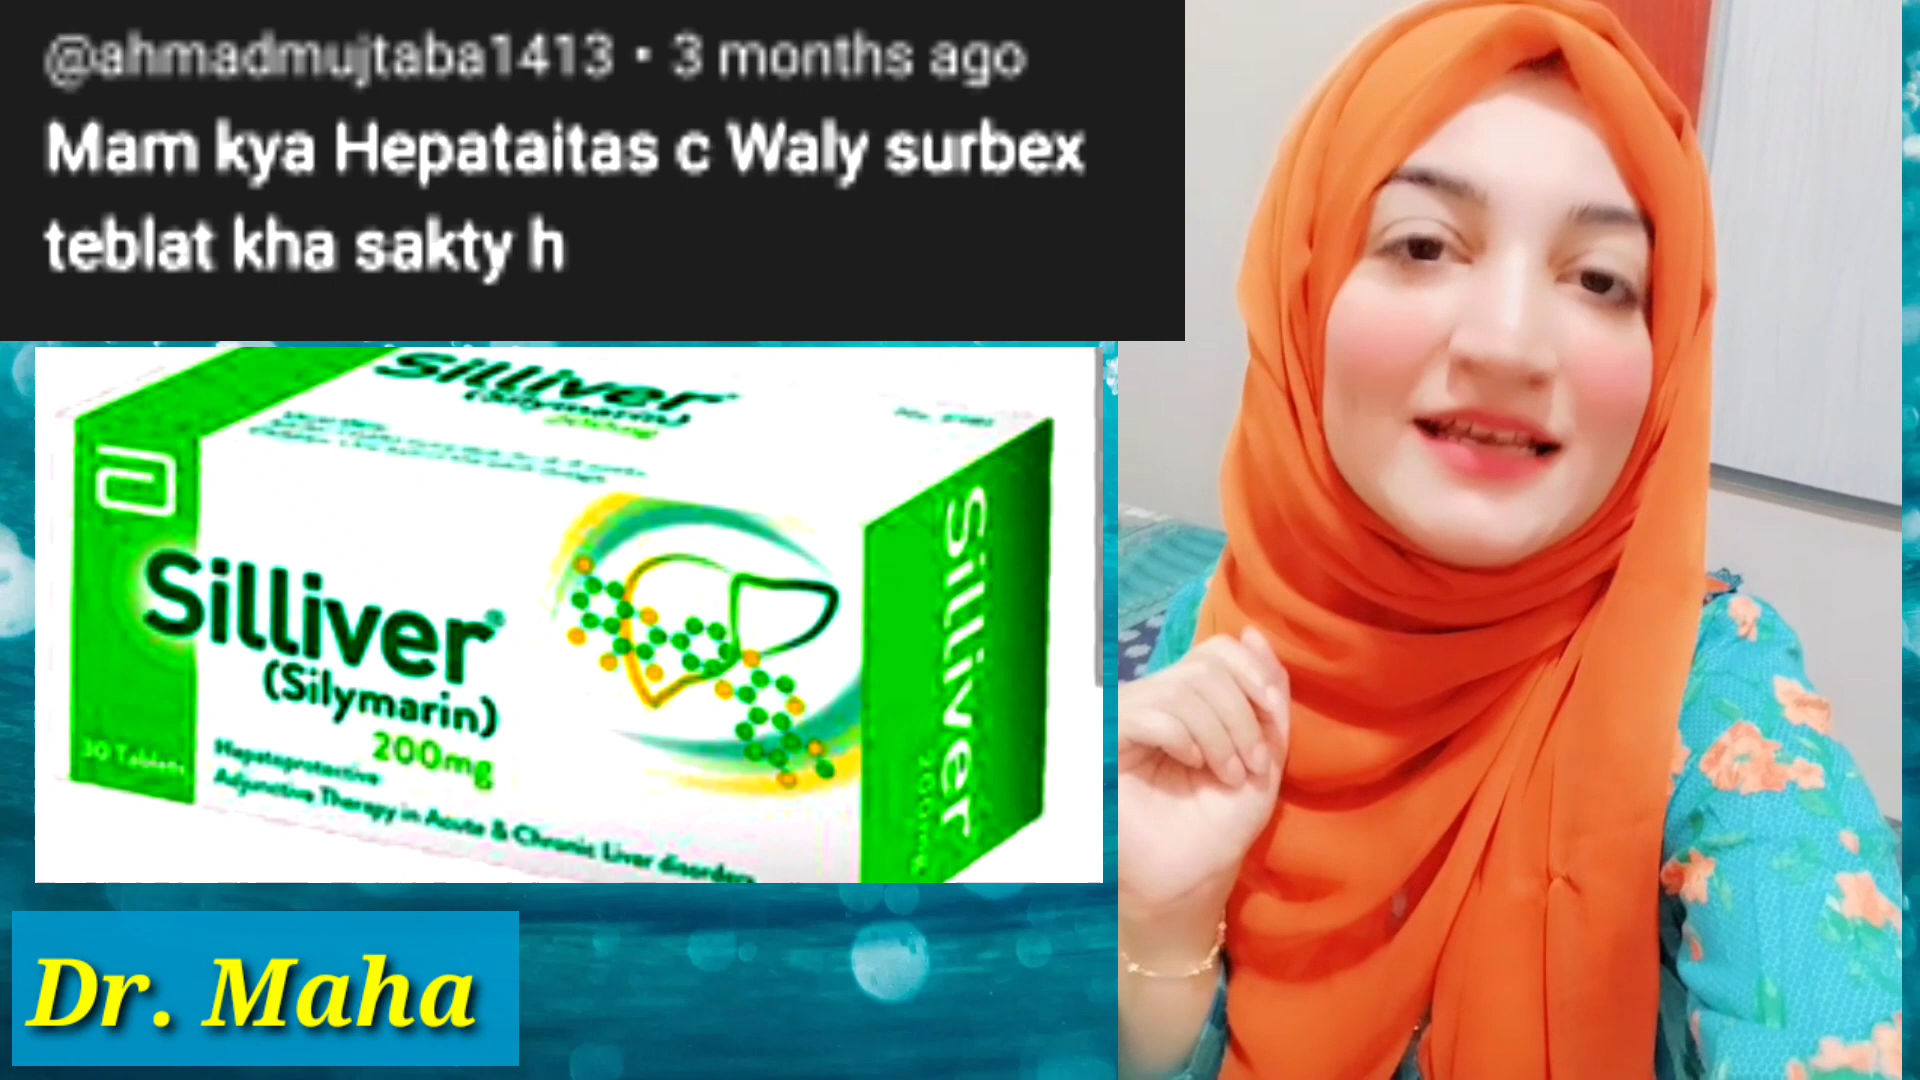 @ahmadmujtaba1413 • 3 months ago
Mam kya Hepataitas c Waly surbex
teblat kha sakty h
Silliver
(Silymarin)
200mg
Silliver
(Silymarin)
200mg
30 Tablets
Hepatoprotective
Adjunctive Therapy in Acute & Chronic Liver disorders
Silliver
200mg
Dr. Maha